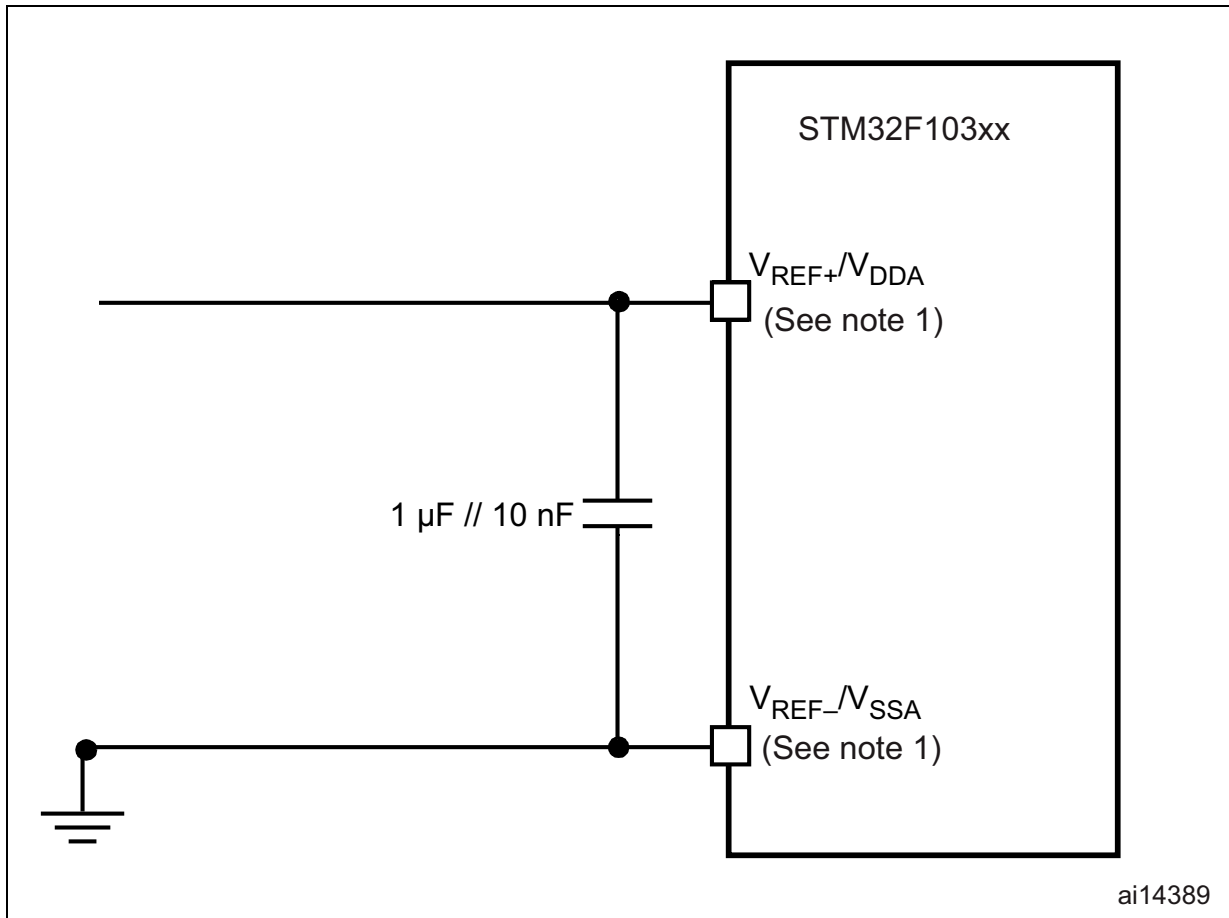 STM32F103xx
VREF+/VDDA
(See note 1)
1 µF // 10 nF
VREF–/VSSA
(See note 1)
ai14389